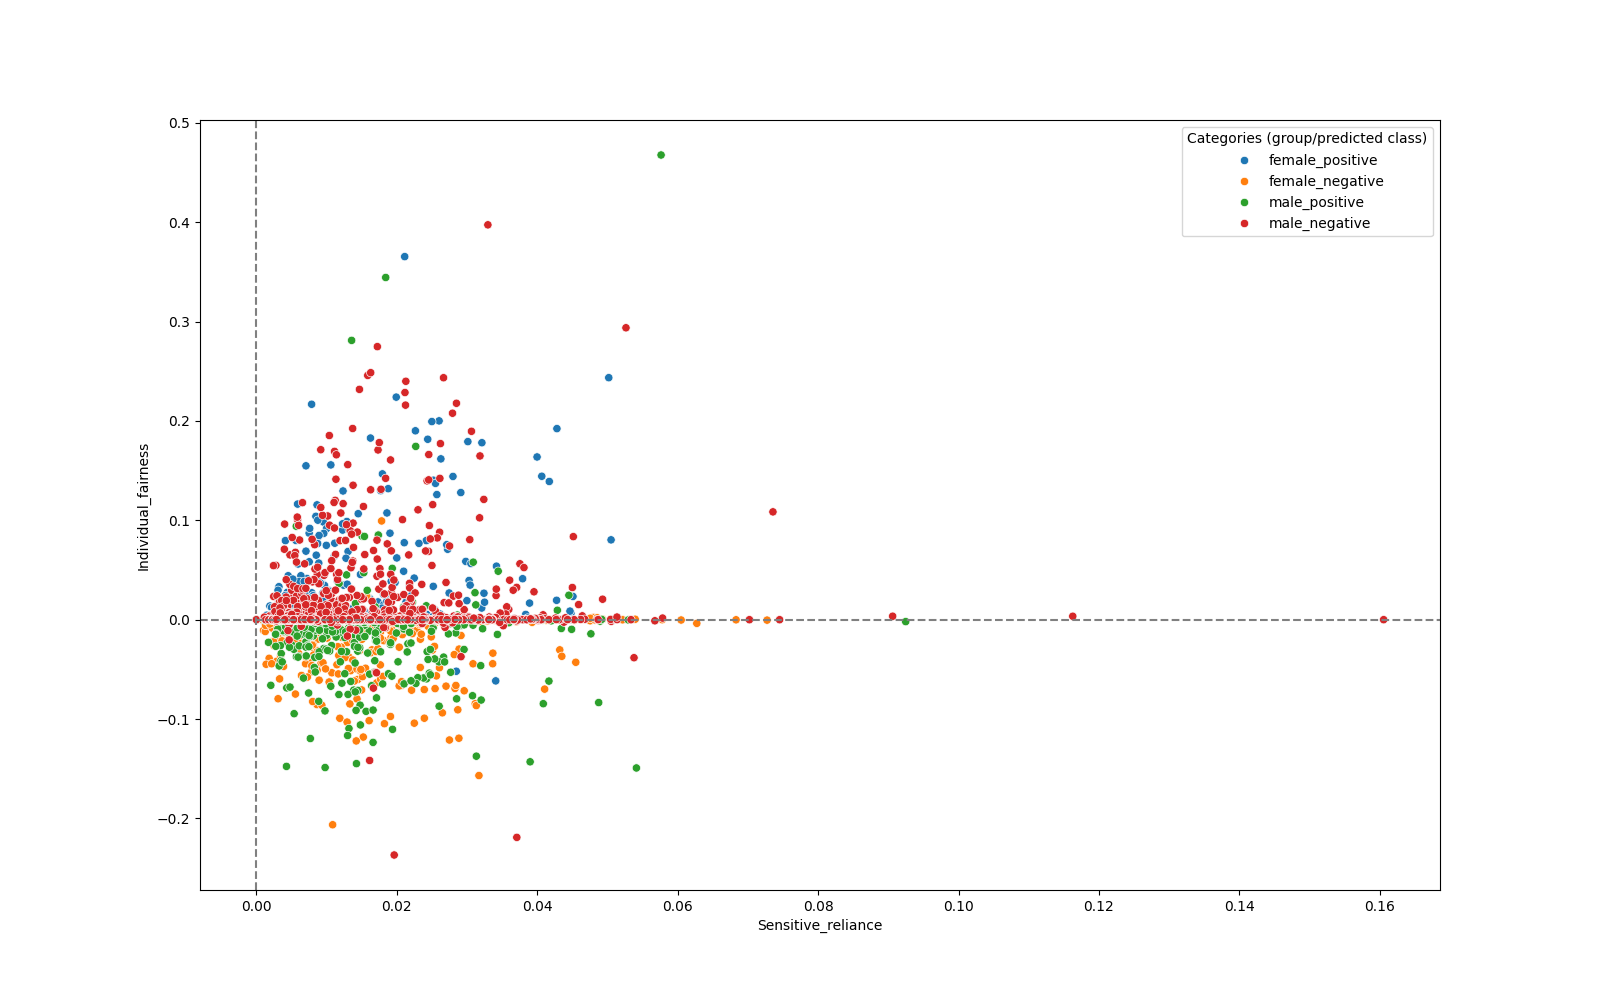 Categories (group/predicted class)
female_positive
female_negative
male_positive
male_negative
0.5
0.4
0.3
0.2
0.1
0.0
−0.1
−0.2
Individual_fairness
0.00 0.02 0.04 0.06 0.08 0.10 0.12 0.14 0.16
Sensitive_reliance